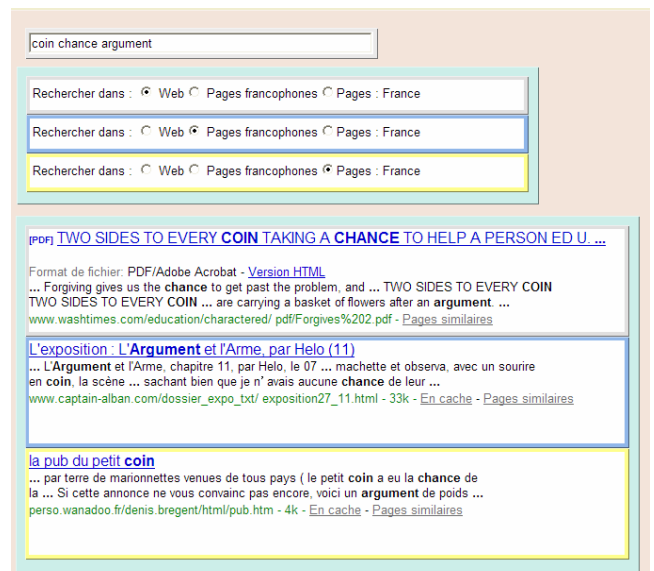 coin chance argument
Rechercher dans : Web Pages francophones Pages : France
Rechercher dans : Web Pages francophones Pages : France
Rechercher dans : Web Pages francophones Pages : France
[PDF] TWO SIDES TO EVERY COIN TAKING A CHANCE TO HELP A PERSON ED U. ...
Format de fichier: PDF/Adobe Acrobat - Version HTML
... Forgiving gives us the chance to get past the problem, and ... TWO SIDES TO EVERY COIN
TWO SIDES TO EVERY COIN ... are carrying a basket of flowers after an argument. ...
www.washtimes.com/education/charactered/ pdf/Forgives%202.pdf - Pages similaires
L'exposition : L'Argument et l'Arme, par Helo (11)
... L'Argument et l'Arme, chapitre 11, par Helo, le 07 ... machette et observa, avec un sourire
en coin, la scène ... sachant bien que je n' avais aucune chance de leur ...
www.captain-alban.com/dossier_expo_txt/ exposition27_11.html - 33k - En cache - Pages similaires
la pub du petit coin
... par terre de marionnettes venues de tous pays ( le petit coin a eu la chance de
la ... Si cette annonce ne vous convainc pas encore, voici un argument de poids ...
perso.wanadoo.fr/denis.bregent/html/pub.htm - 4k - En cache - Pages similaires